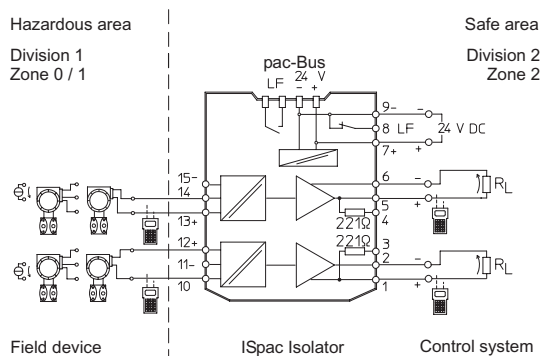 Hazardous area
Safe area
Division 1
Zone 0 / 1
Division 2
Zone 2
pac-Bus
LF 24 V
- +
9-
8 LF
7+
-
+
24 V DC
15-
14
13+
6
5
4
-
+
RL
221Ω
221Ω
12+
11-
10
3
2
1
-
+
RL
Field device
ISpac Isolator
Control system